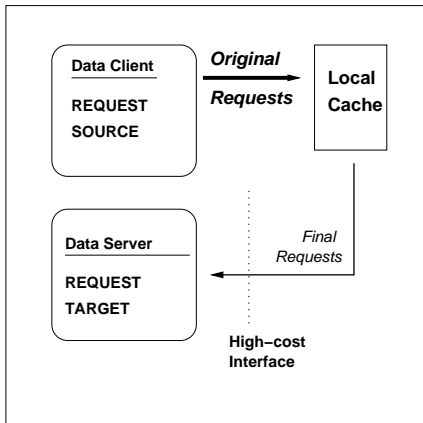 Data Client
REQUEST
SOURCE
Original
Requests
Local
Cache
Final
Requests
Data Server
REQUEST
TARGET
High−cost
Interface